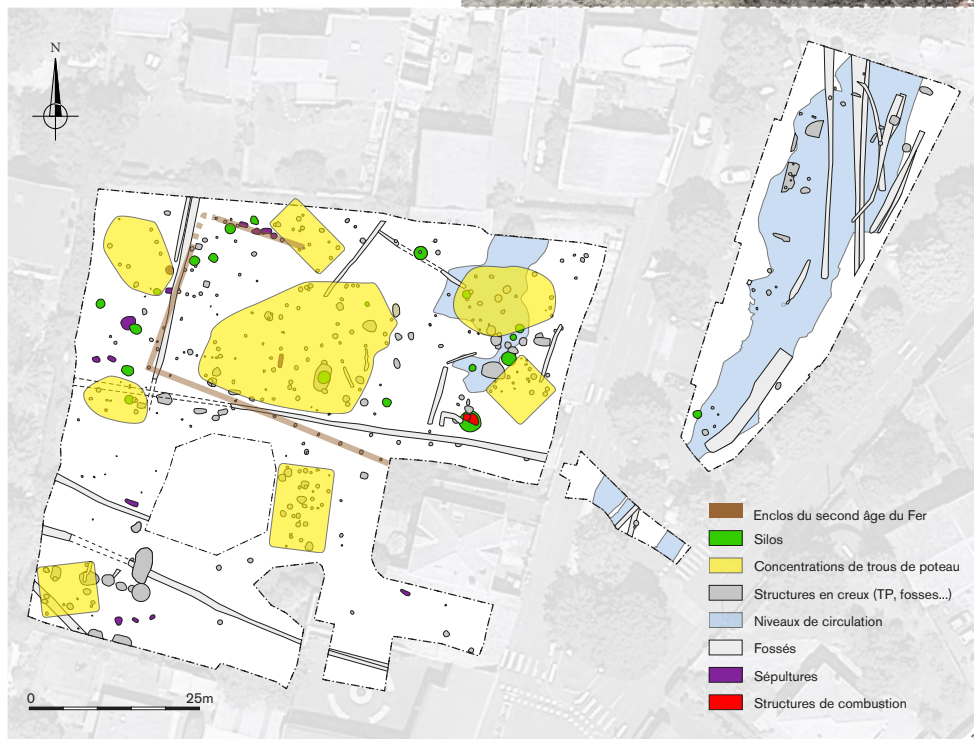 N
Enclos du second âge du Fer
Silos
Concentrations de trous de poteau
Structures en creux (TP, fosses...)
Niveaux de circulation
Fossés
Sépultures
Structures de combustion
0 25m